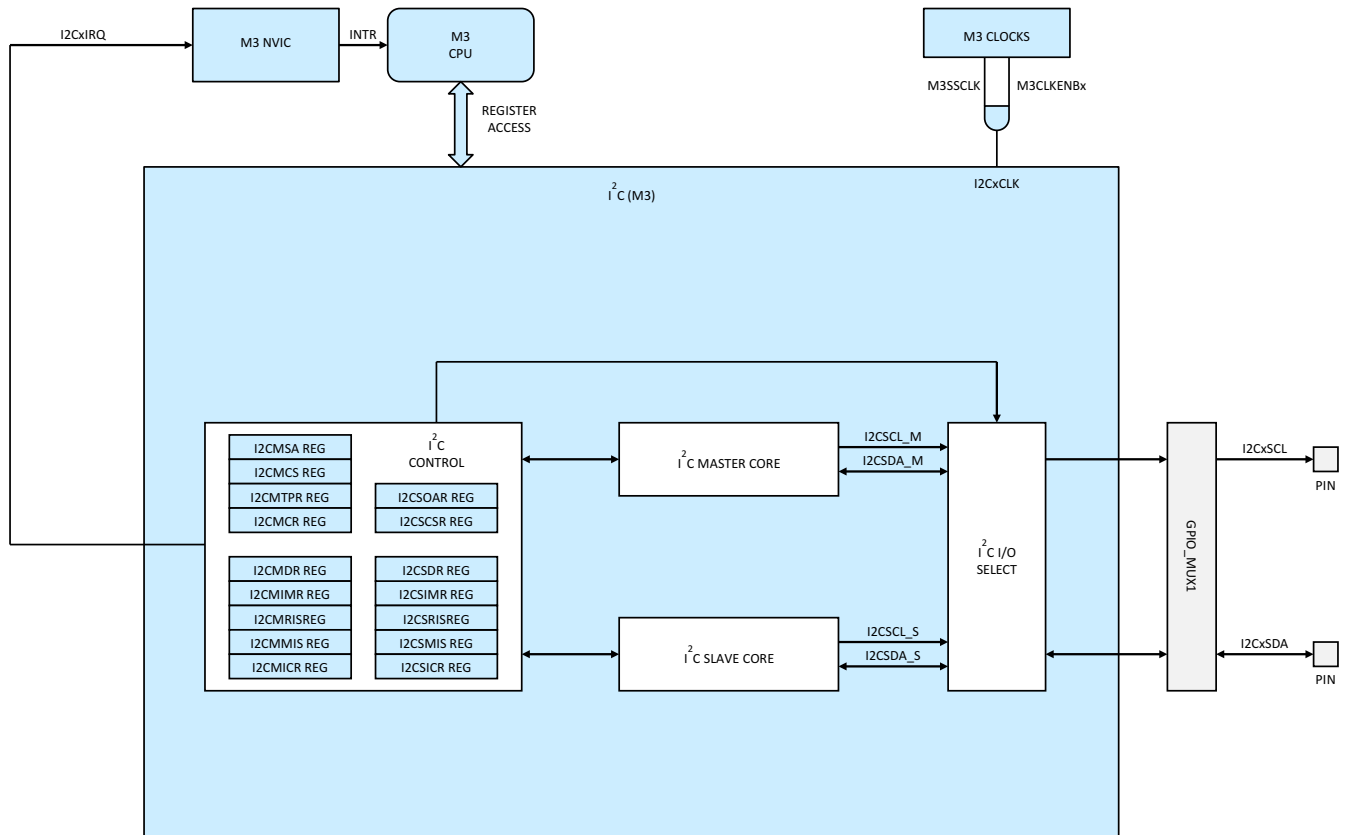 I2CxIRQ
M3 NVIC
INTR
M3
CPU
M3 CLOCKS
M3SSCLK
M3CLKENBx
REGISTER
ACCESS
I2CxCLK
I2C (M3)
I2C
CONTROL
I2CMSA REG
I2CMCS REG
I2CMTPR REG
I2CMCR REG
I2CSOAR REG
I2CSCSR REG
I2CMDR REG
I2CMIMR REG
I2CMRISREG
I2CMMIS REG
I2CMICR REG
I2CSDR REG
I2CSIMR REG
I2CSRISREG
I2CSMIS REG
I2CSICR REG
I2C MASTER CORE
I2CSCL_M
I2CSDA_M
I2C SLAVE CORE
I2CSCL_S
I2CSDA_S
I2C I/O
SELECT
GPIO_MUX1
I2CxSCL
PIN
I2CxSDA
PIN